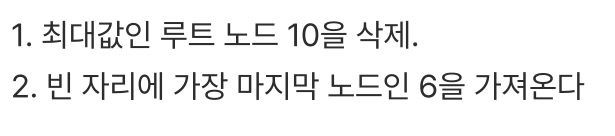 1. 최대값인 루트 노드 10을 삭제.
2. 빈 자리에 가장 마지막 노드인 6을 가져온다